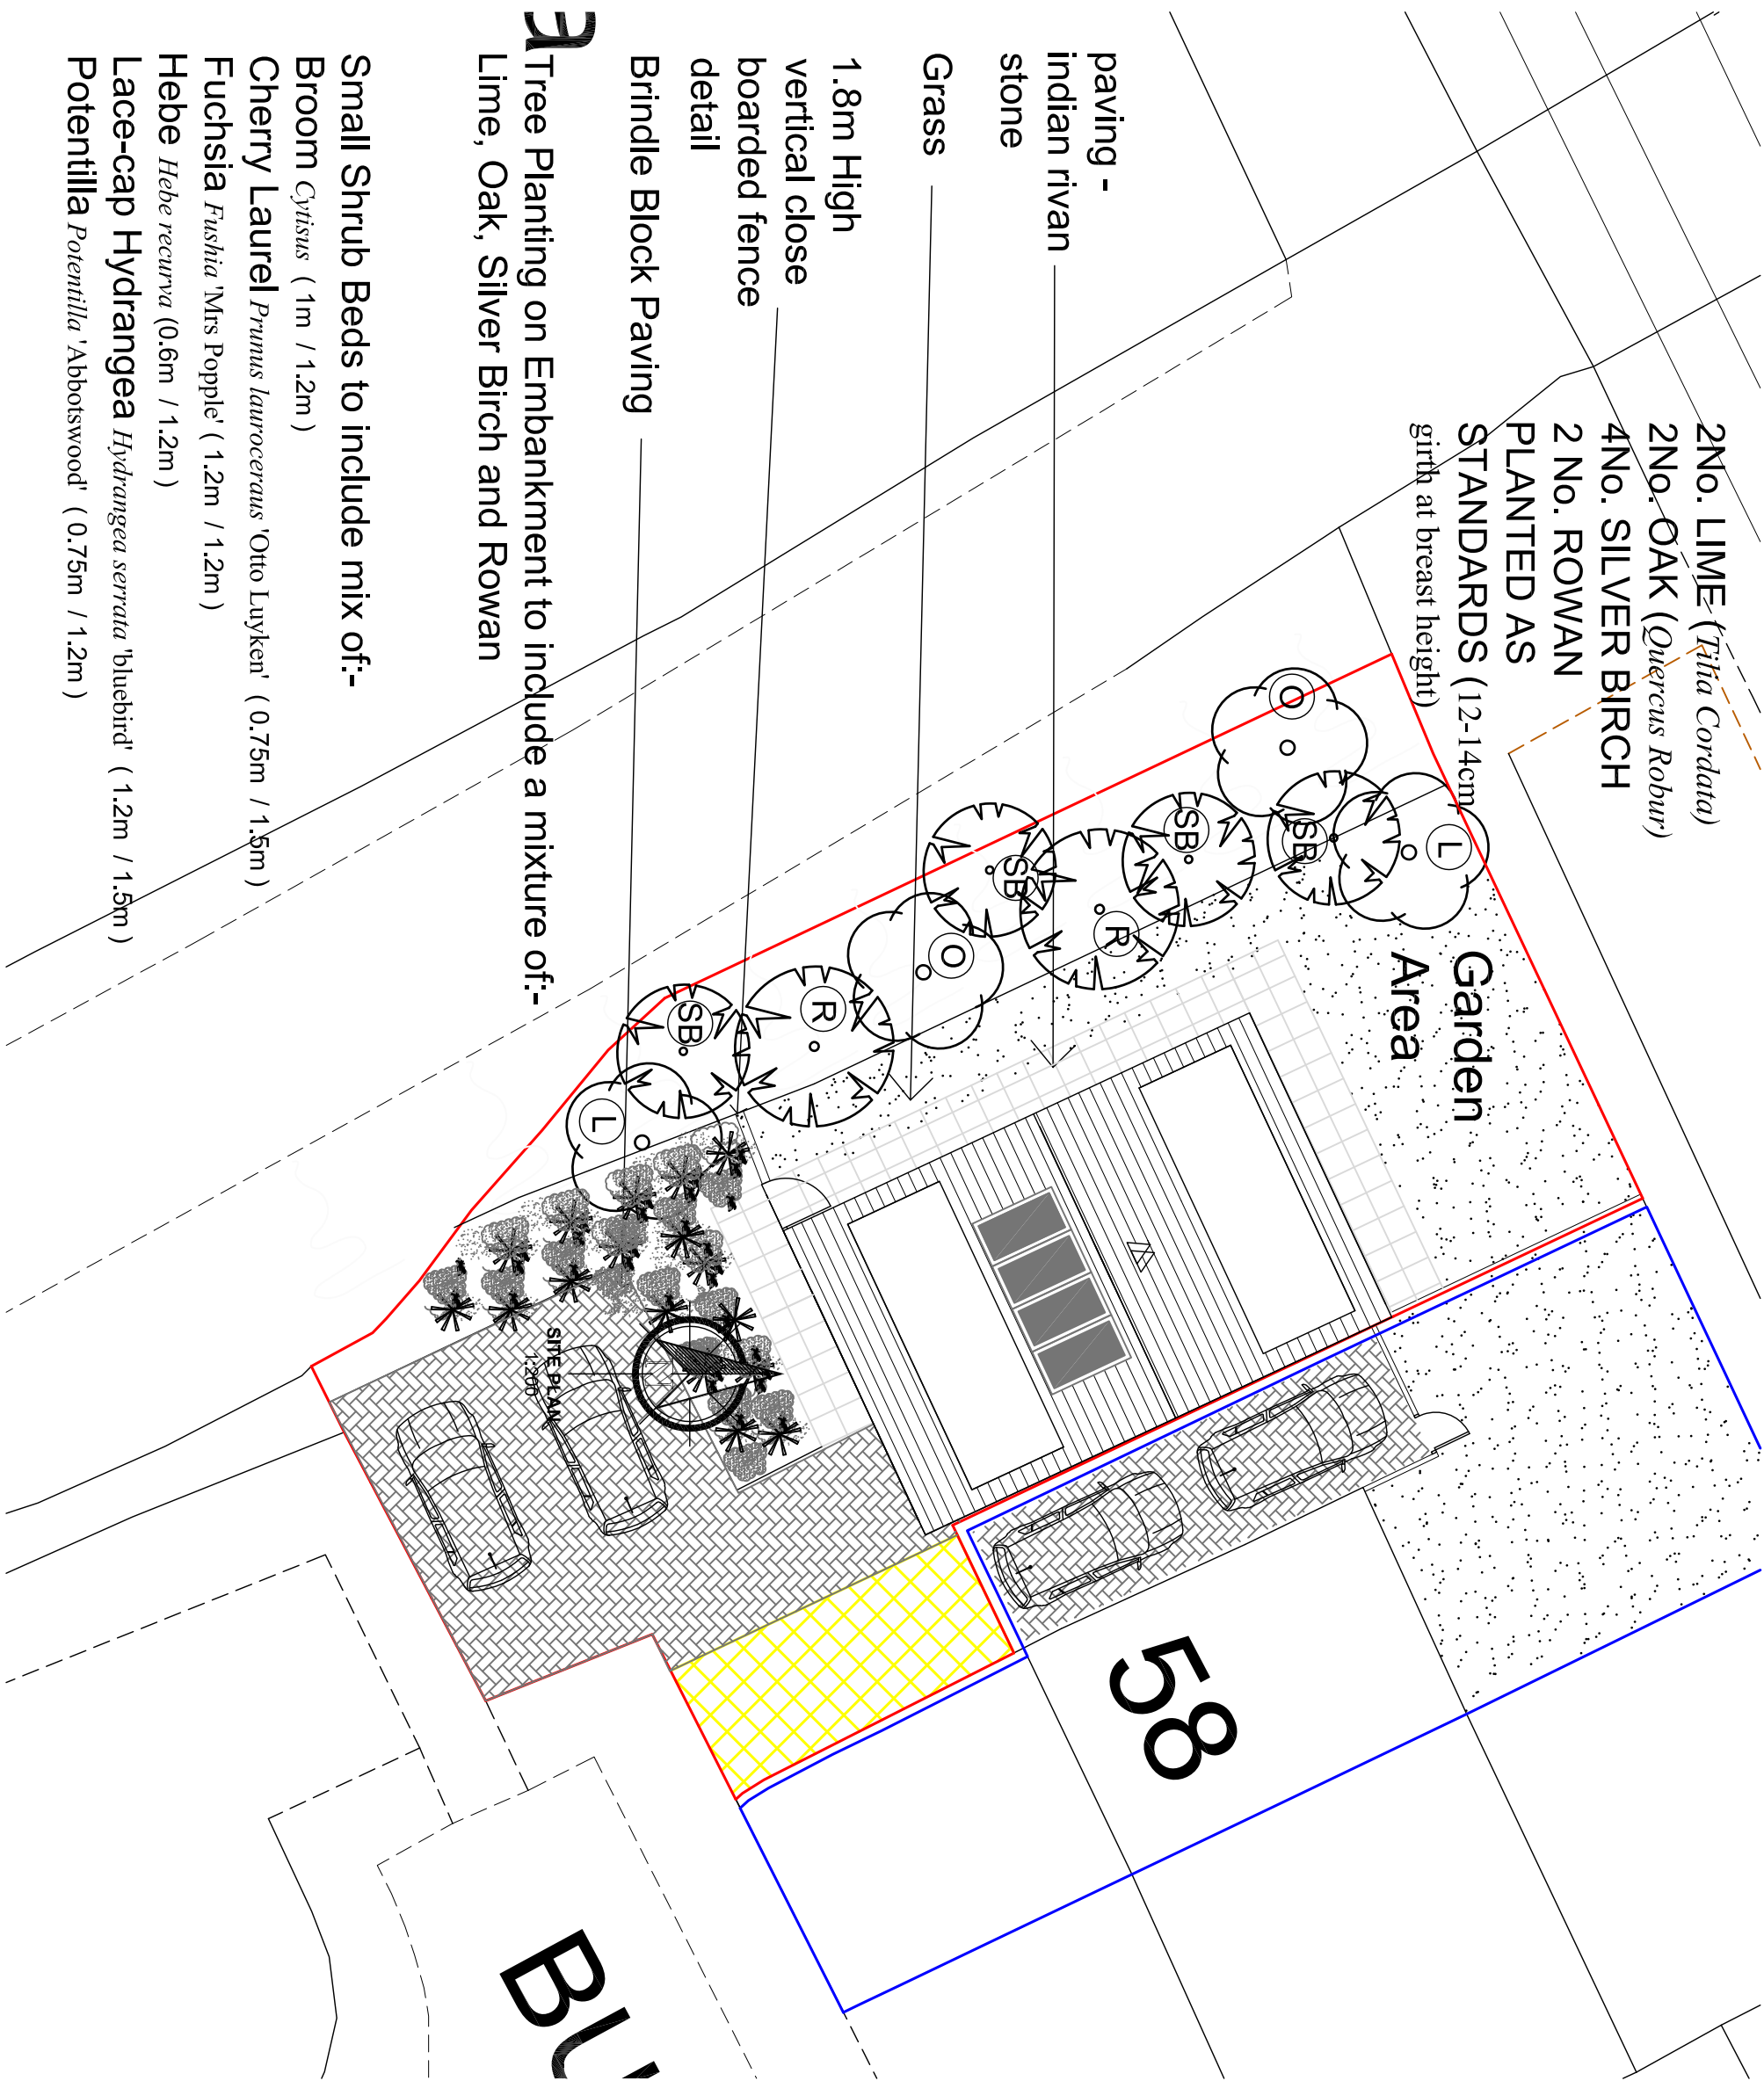 2No. LIME (Tilia Cordata)
2No. OAK (Quercus Robur)
4No. SILVER BIRCH
2 No. ROWAN
PLANTED AS
STANDARDS (12-14cm
girth at breast height)
paving -
indian rivan
stone
Grass
1.8m High
vertical close
boarded fence
detail
Brindle Block Paving
a
Tree Planting on Embankment to include a mixture of:-
Lime, Oak, Silver Birch and Rowan
Small Shrub Beds to include mix of:-
Broom Cytisus ( 1m / 1.2m )
Cherry Laurel Prunus lauroceraus 'Otto Luyken' ( 0.75m / 1.5m )
Fuchsia Fushia 'Mrs Popple' ( 1.2m / 1.2m )
Hebe Hebe recurva (0.6m / 1.2m )
Lace-cap Hydrangea Hydrangea serrata 'bluebird' ( 1.2m / 1.5m )
Potentilla Potentilla 'Abbotswood' ( 0.75m / 1.2m )
Garden
Area
L
O
SB
SB
R
SB
O
R
SB
L
SITE PLAN
1:200
58
BU